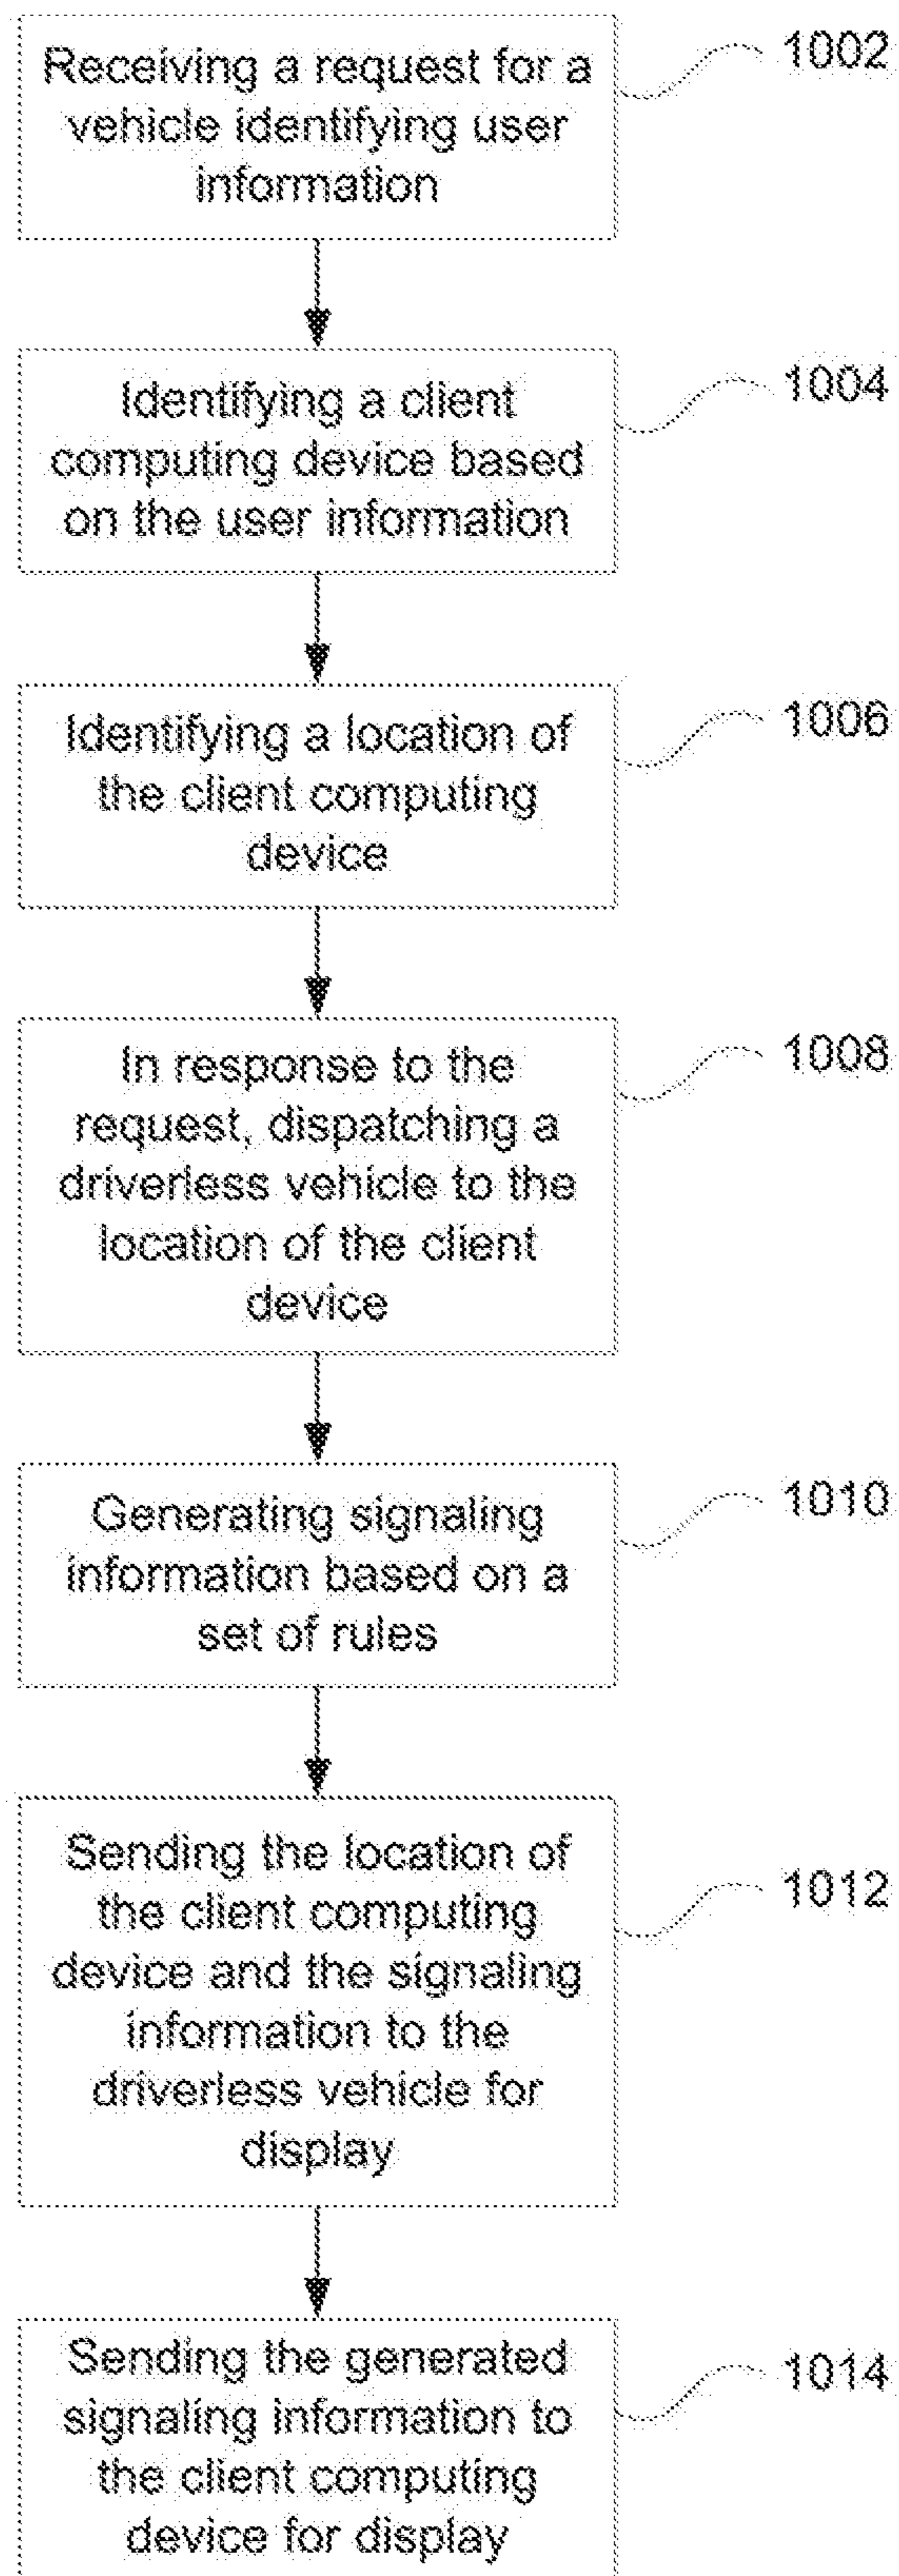 Receiving a request for a
vehicle identifying user
information
1002
Identifying a client
computing device based
on the user information
1004
Identifying a location of
the client computing
device
1006
In response to the
request, dispatching a
driverless vehicle to the
location of the client
device
1008
Generating signaling
information based on a
set of rules
1010
Sending the location of
the client computing
device and the signaling
information to the
driverless vehicle for
display
1012
Sending the generated
signaling information to
the client computing
device for display
1014